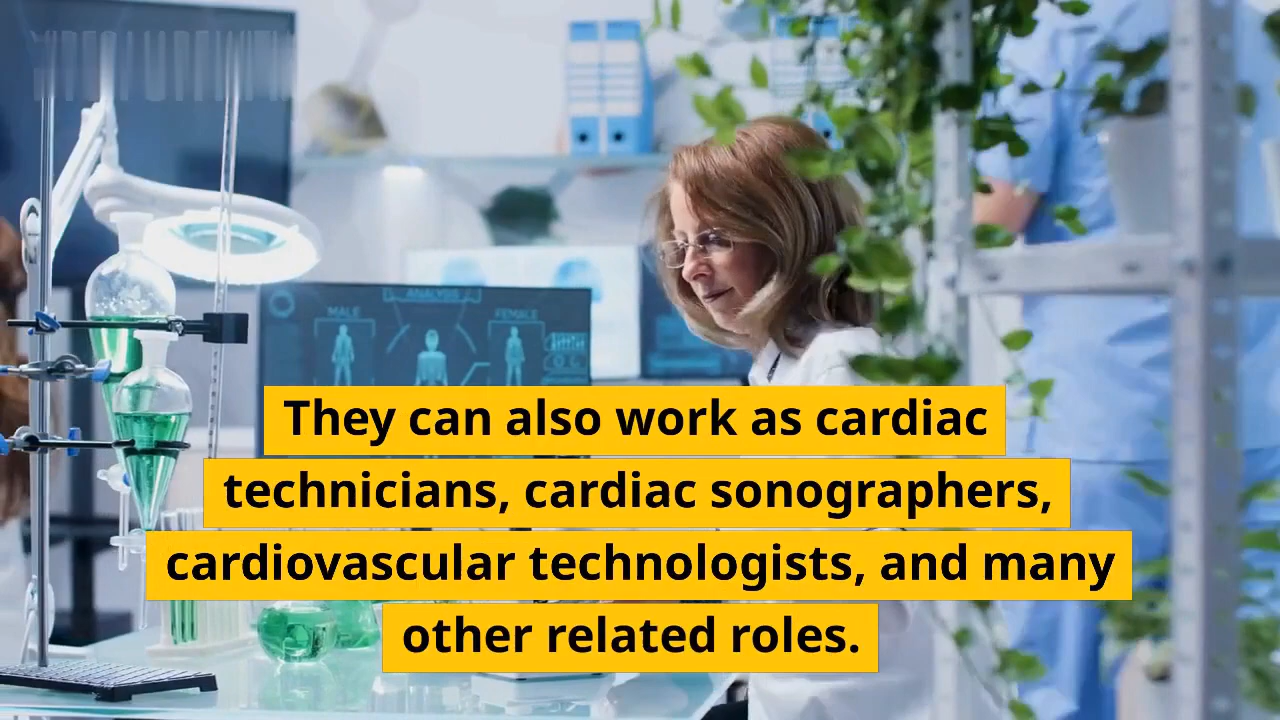 ANALYSIS
MALE
FEMALE
They can also work as cardiac
technicians, cardiac sonographers,
cardiovascular technologists, and many
other related roles.